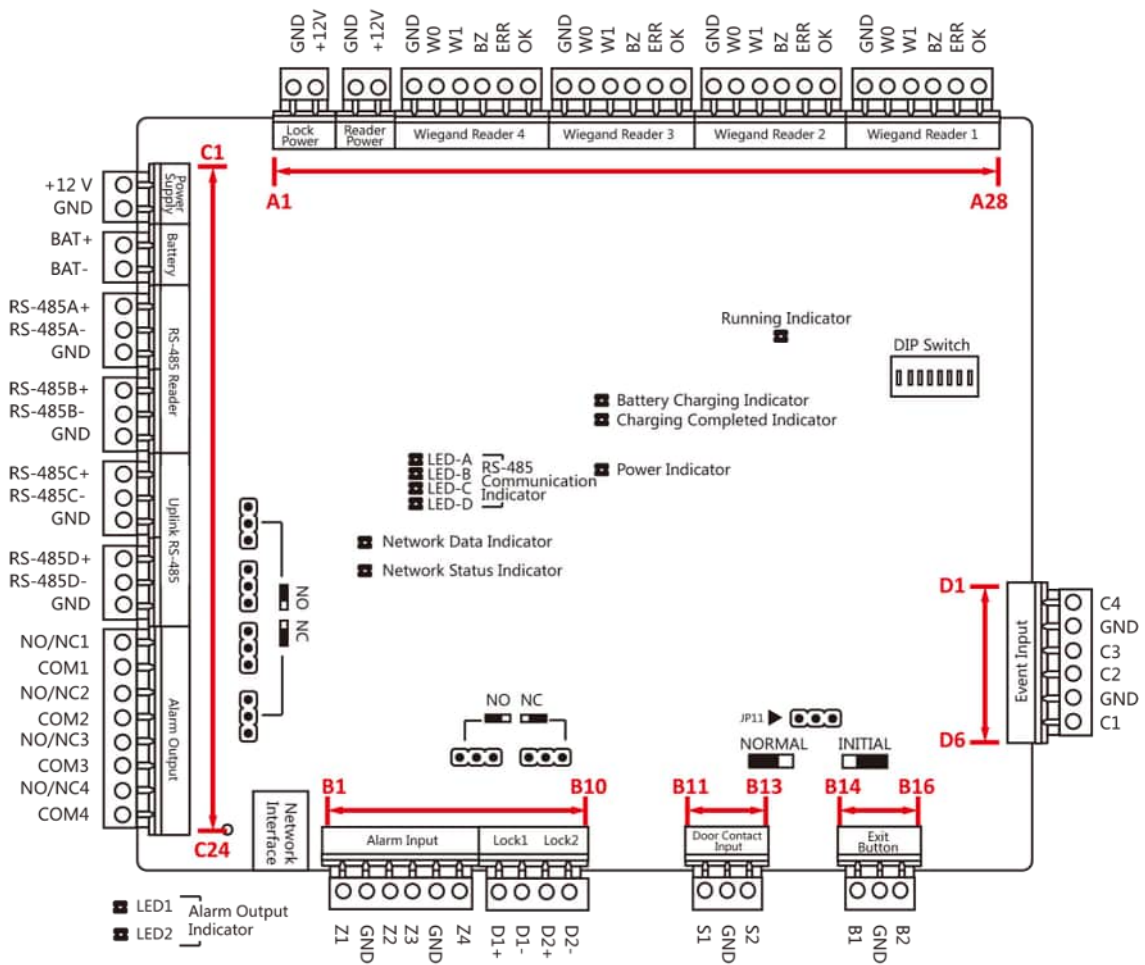 GND +12V GND +12V GND W0 W1 BZ ERR OK GND W0 W1 BZ ERR OK GND W0 W1 BZ ERR OK GND W0 W1 BZ ERR OK
Lock Power
Reader Power
Wiegand Reader 4
Wiegand Reader 3
Wiegand Reader 2
Wiegand Reader 1
A1
A28
C1
+12 V
GND
Power Supply
BAT+
BAT-
Battery
RS-485A+
RS-485A-
GND
RS-485B+
RS-485B-
GND
RS-485 Reader
RS-485C+
RS-485C-
GND
RS-485D+
RS-485D-
GND
Uplink RS-485
NO/NC1
COM1
NO/NC2
COM2
NO/NC3
COM3
NO/NC4
COM4
Alarm Output
C24
Running Indicator
DIP Switch
Battery Charging Indicator
Charging Completed Indicator
LED-A
LED-B
LED-C
LED-D
RS-485
Communication
Indicator
Power Indicator
Network Data Indicator
Network Status Indicator
NO
NC
D1
Event Input
C4
GND
C3
C2
GND
C1
D6
NO NC
JP11
NORMAL
INITIAL
B1
B10
B11
B13
B14
B16
Network
Interface
Alarm Input
Lock1
Lock2
Door Contact
Input
Exit
Button
Z1 GND Z2 Z3 GND Z4 D1+ D1- D2+ D2-
S1 GND S2
B1 GND B2
LED1
LED2
Alarm Output
Indicator